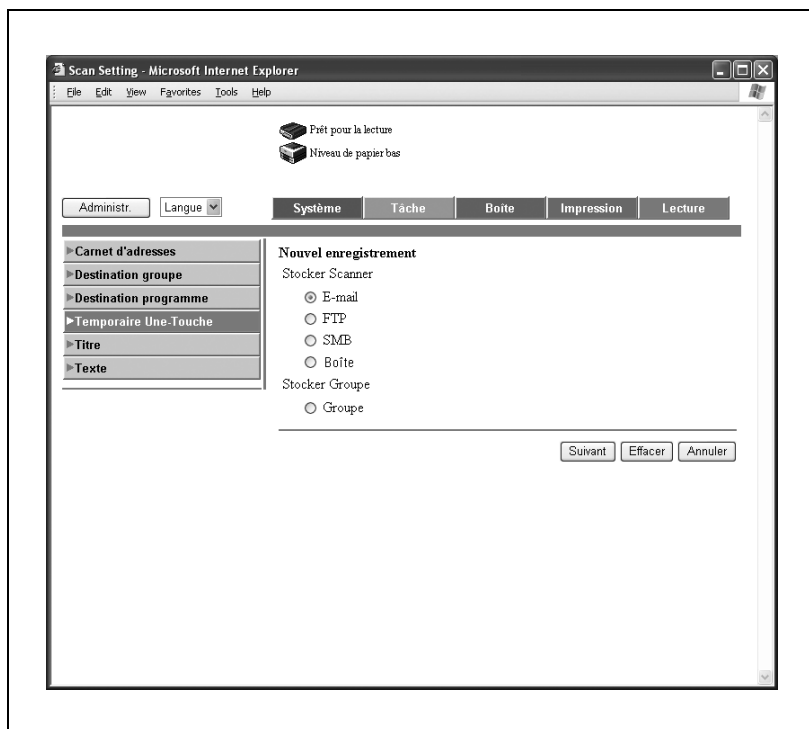 Scan Setting - Microsoft Internet Explorer
File Edit View Favorites Tools Help
Prêt pour la lecture
Niveau de papier bas
Administr. Langue Système Tâche Boîte Impression Lecture
Carnet d'adresses
Destination groupe
Destination programme
Temporaire Une-Touche
Titre
Texte
Nouvel enregistrement
Stocker Scanner
E-mail
FTP
SMB
Boîte
Stocker Groupe
Groupe
Suivant Effacer Annuler